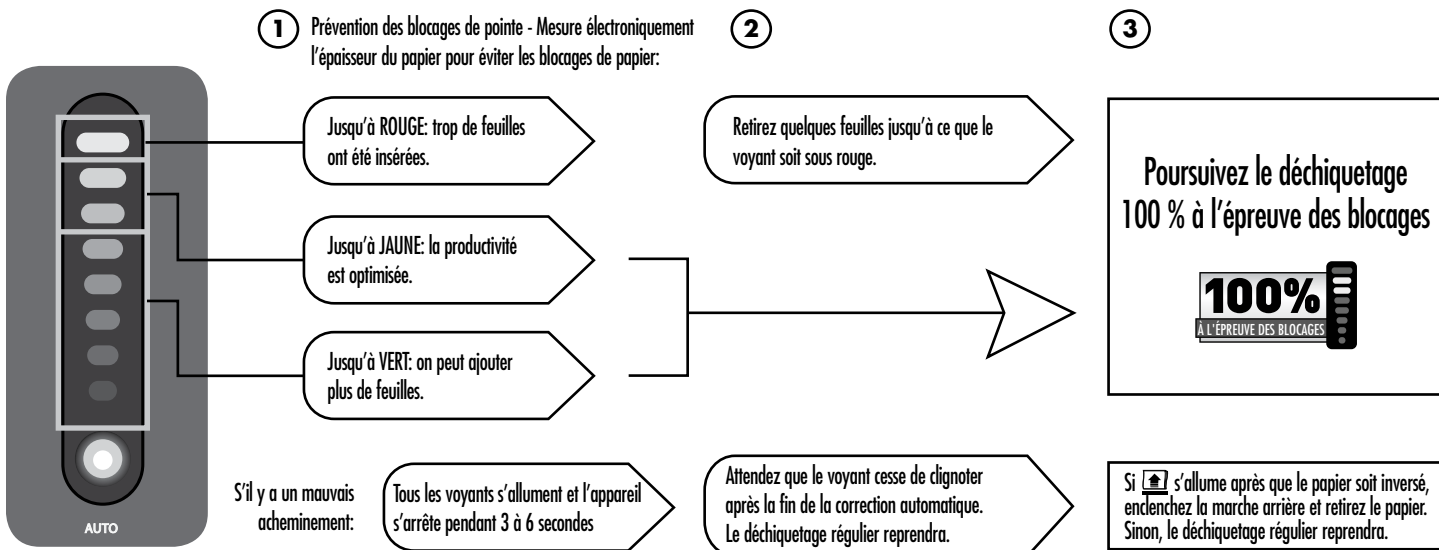 1
Prévention des blocages de pointe - Mesure électroniquement
l'épaisseur du papier pour éviter les blocages de papier:
2
3
Jusqu'à ROUGE: trop de feuilles
ont été insérées.
Retirez quelques feuilles jusqu'à ce que le
voyant soit sous rouge.
Poursuivez le déchiquetage
100 % à l'épreuve des blocages
Jusqu'à JAUNE: la productivité
est optimisée.
100%
À L'ÉPREUVE DES BLOCAGES
Jusqu'à VERT: on peut ajouter
plus de feuilles.
AUTO
S'il y a un mauvais
acheminement:
Tous les voyants s'allument et l'appareil
s'arrête pendant 3 à 6 secondes
Attendez que le voyant cesse de clignoter
après la fin de la correction automatique.
Le déchiquetage régulier reprendra.
Si s'allume après que le papier soit inversé,
enclenchez la marche arrière et retirez le papier.
Sinon, le déchiquetage régulier reprendra.